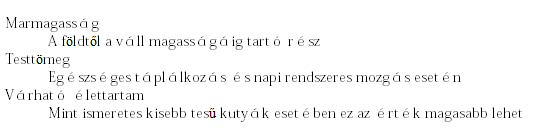 Marmagasság
A földtől a váll magasságáig tartó rész
Testtömeg
Egészséges táplálkozás és napi rendszeres mozgás esetén
Várható élettartam
Mint ismeretes kisebb tesű kutyák esetében ez az érték magasabb lehet